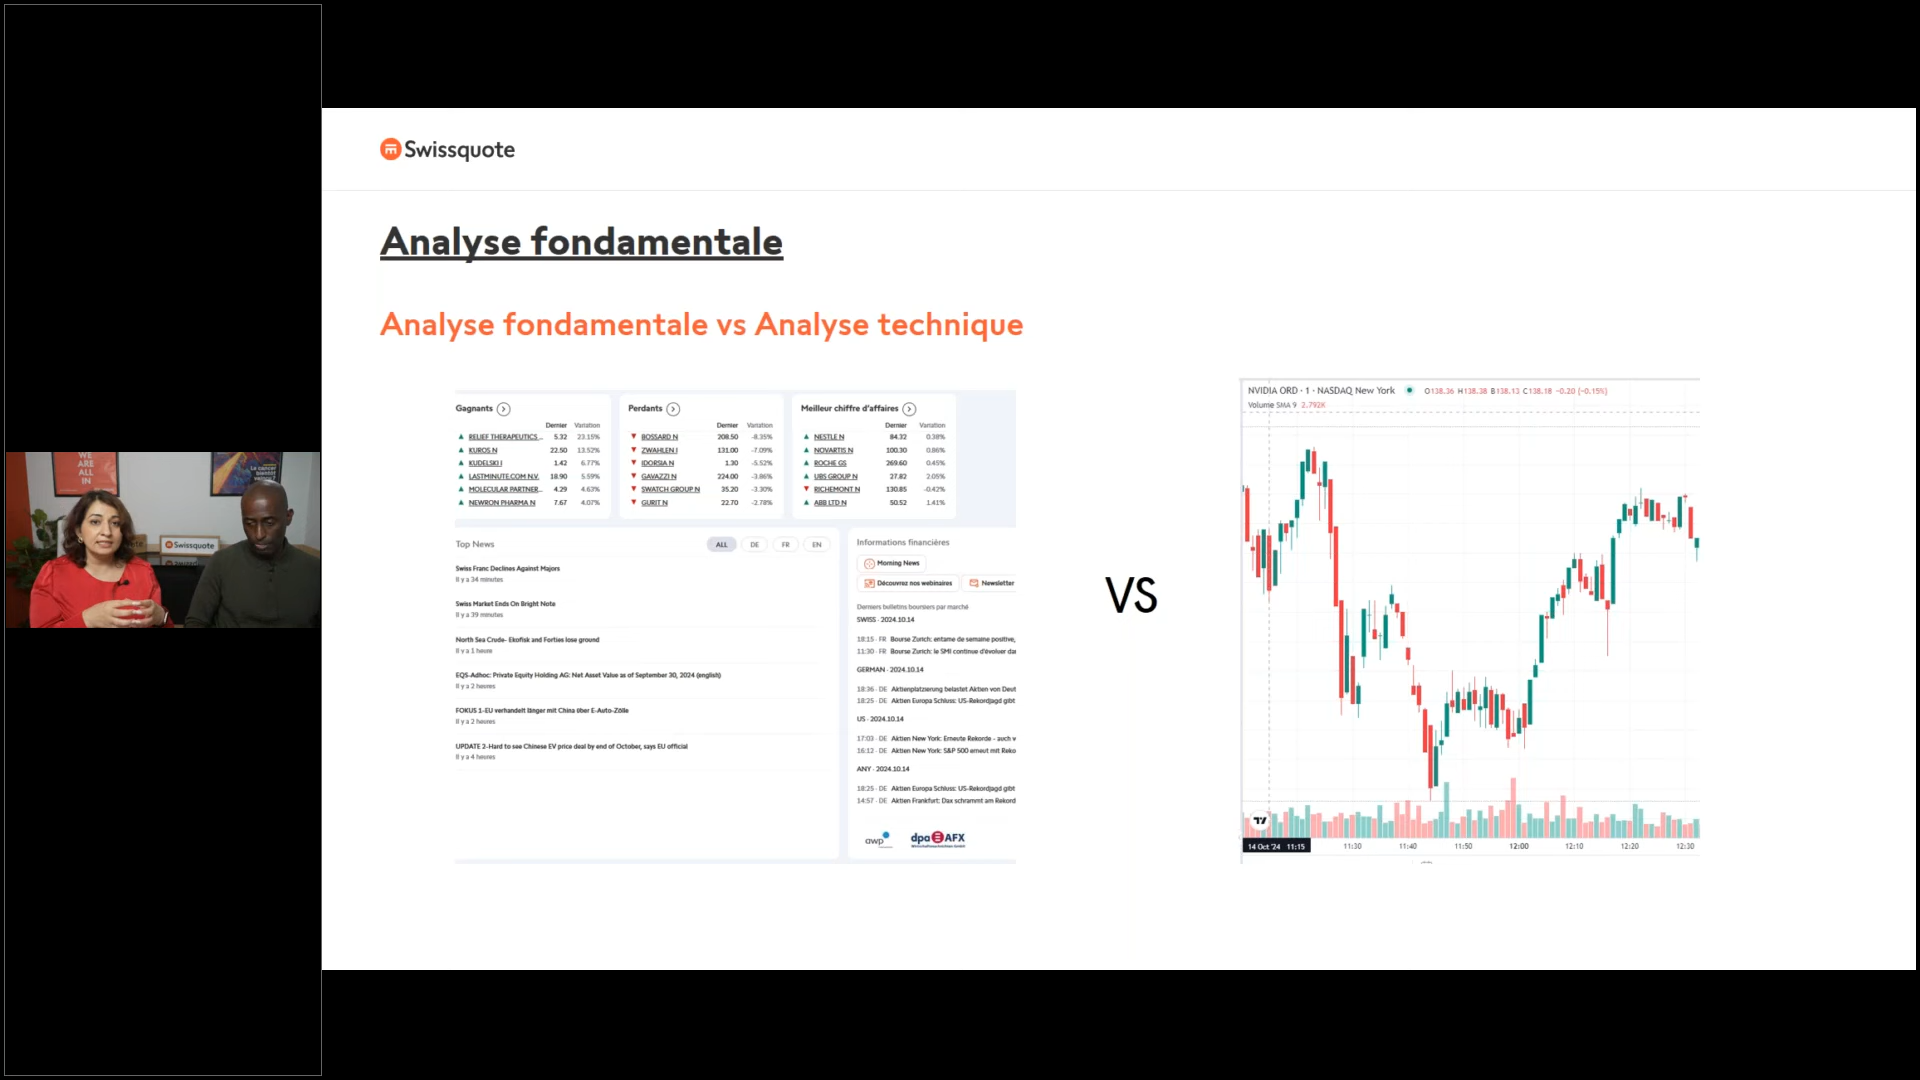 WE
ARE
ALL
IN
Le cancer
bientôt
Swissquote
Swissquote
Analyse fondamentale
Analyse fondamentale vs Analyse technique
Gagnants
Dernier Variation
RELIEF THERAPEUTICS... 5.32 23.15%
KUROS N 22.50 13.52%
KUDELSKI I 1.42 6.77%
LASTMINUTE.COM N.V. 18.90 5.59%
MOLECULAR PARTNER... 4.29 4.63%
NEWRON PHARMA N 7.67 4.07%
Perdants
Dernier Variation
BOSSARD N 208.50 -8.35%
ZWAHLEN I 131.00 -7.09%
IDORSIA N 1.30 -5.52%
GAVAZZI N 224.00 -3.86%
SWATCH GROUP N 35.20 -3.30%
GURIT N 22.70 -2.78%
Meilleur chiffre d'affaires
Dernier Variation
NESTLE N 84.32 0.38%
NOVARTIS N 100.30 0.86%
ROCHE GS 269.60 0.45%
UBS GROUP N 27.82 2.05%
RICHEMONT N 130.85 -0.42%
ABB LTD N 50.52 1.41%
Top News ALL DE FR EN
Swiss Franc Declines Against Majors
Il y a 34 minutes
Swiss Market Ends On Bright Note
Il y a 39 minutes
North Sea Crude- Ekofisk and Forties lose ground
Il y a 1 heure
EQS-Adhoc: Private Equity Holding AG: Net Asset Value as of September 30, 2024 (english)
Il y a 2 heures
FOKUS 1-EU verhandelt länger mit China über E-Auto-Zölle
Il y a 2 heures
UPDATE 2-Hard to see Chinese EV price deal by end of October, says EU official
Il y a 4 heures
Informations financières
Morning News
Découvrez nos webinaires Newsletter
Derniers bulletins boursiers par marché
SWISS - 2024.10.14
18:15 - FR Bourse Zurich: entame de semaine positive,
11:30 - FR Bourse Zurich: le SMI continue d'évoluer da
GERMAN - 2024.10.14
18:36 - DE Aktienplatzierung belastet Aktien von Deut
18:25 - DE Aktien Europa Schluss: US-Rekordjagd gibt
US - 2024.10.14
17:03 - DE Aktien New York: Erneute Rekorde - auch v
16:12 - DE Aktien New York: S&P 500 erneut mit Reko
ANY - 2024.10.14
18:25 - DE Aktien Europa Schluss: US-Rekordjagd gibt
14:57 - DE Aktien Frankfurt: Dax schrammt am Rekord
awp dpa AFX
VS
NVIDIA ORD · 1 · NASDAQ New York O138.36 H138.38 B138.13 C138.18 -0.20 (-0.15%)
Volume SMA 9 2.792K
14 Oct '24 11:15 11:30 11:40 11:50 12:00 12:10 12:20 12:30